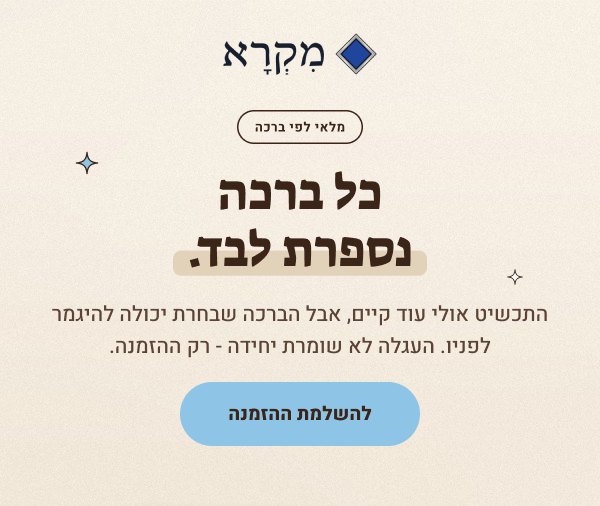 מִקְרָא
מלאי לפי ברכה
כל ברכה
נספרת לבד.
התכשיט אולי עוד קיים, אבל הברכה שבחרת יכולה להיגמר
לפניו. העגלה לא שומרת יחידה - רק ההזמנה.
להשלמת ההזמנה